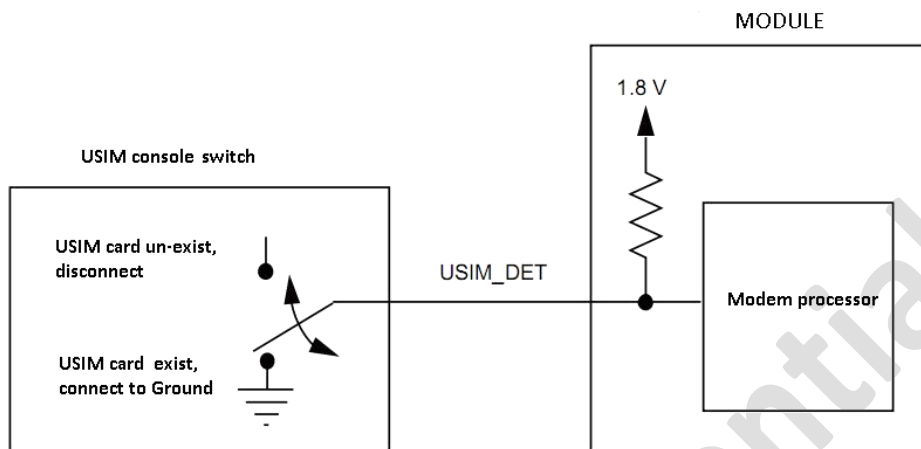 MODULE
1.8 V
USIM console switch
USIM card un-exist,
disconnect
USIM_DET
Modem processor
USIM card exist,
connect to Ground
ential